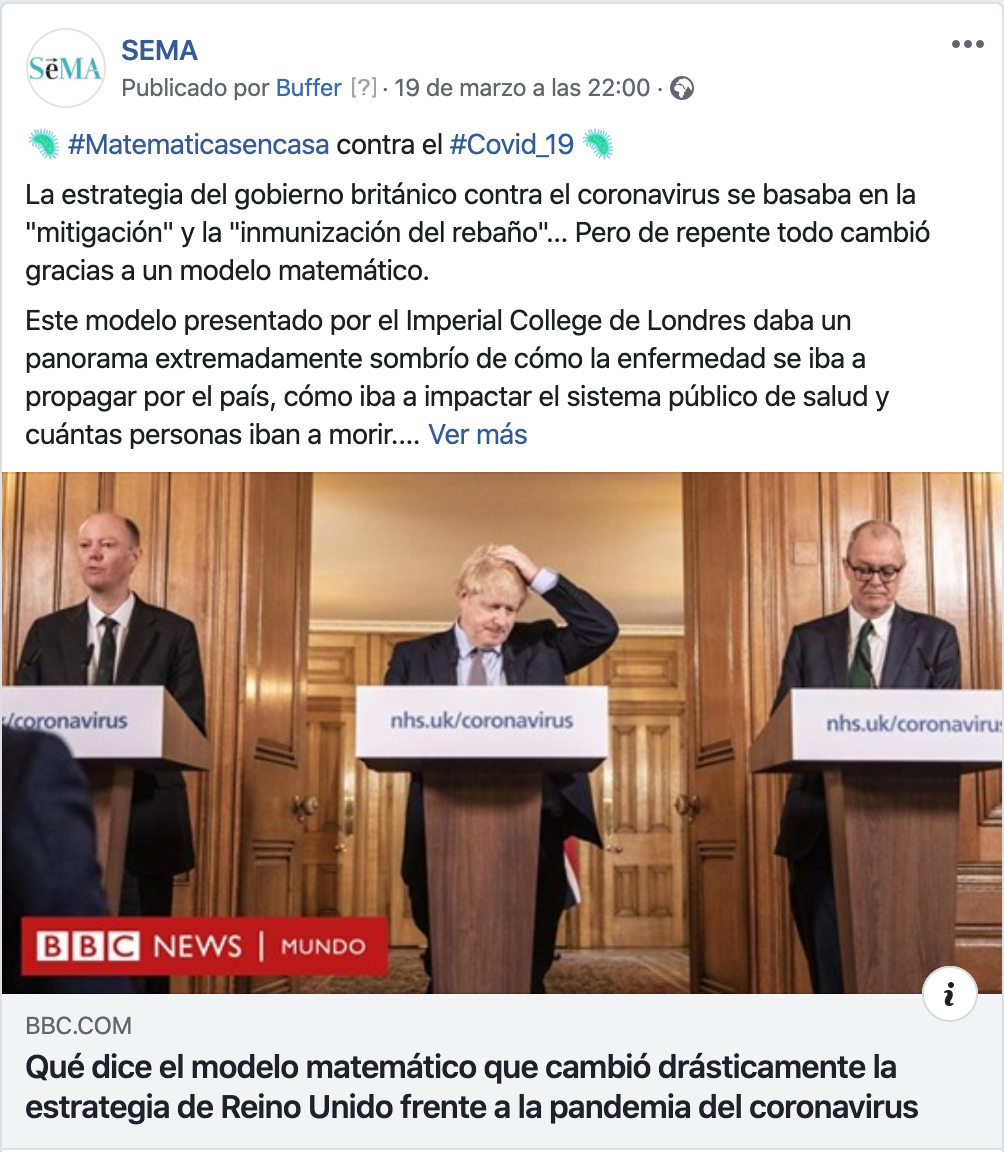 SēMA
SEMA
Publicado por Buffer [?] · 19 de marzo a las 22:00 ·
🦠 #Matematicasencasa contra el #Covid_19 🦠
La estrategia del gobierno británico contra el coronavirus se basaba en la
"mitigación" y la "inmunización del rebaño"... Pero de repente todo cambió
gracias a un modelo matemático.
Este modelo presentado por el Imperial College de Londres daba un
panorama extremadamente sombrío de cómo la enfermedad se iba a
propagar por el país, cómo iba a impactar el sistema público de salud y
cuántas personas iban a morir.... Ver más
/coronavirus
nhs.uk/coronavirus
nhs.uk/coronaviru
BBC NEWS | MUNDO
i
BBC.COM
Qué dice el modelo matemático que cambió drásticamente la
estrategia de Reino Unido frente a la pandemia del coronavirus